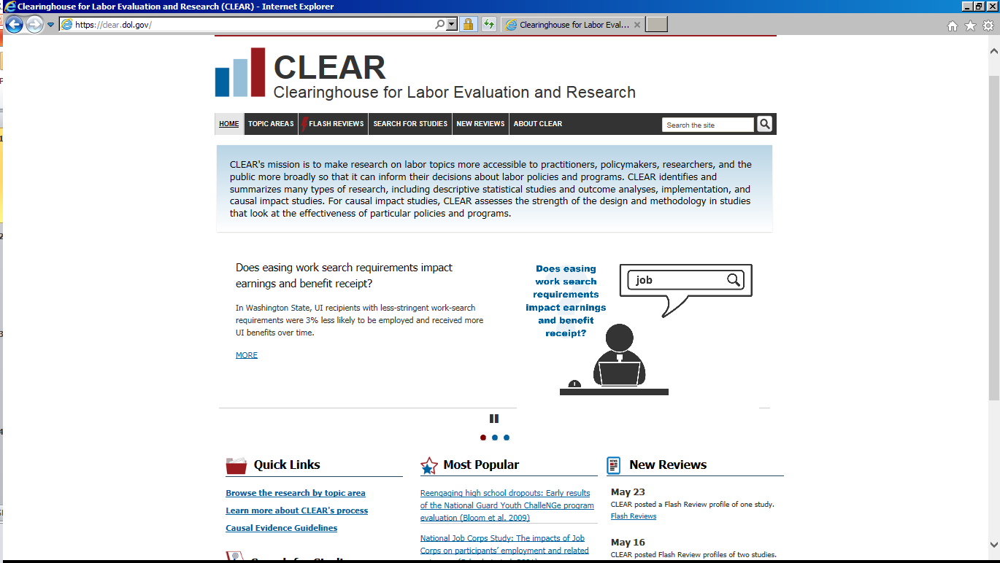 Clearinghouse for Labor Evaluation and Research (CLEAR) - Internet Explorer
https://clear.dol.gov/
Clearinghouse for Labor Eval...
CLEAR
Clearinghouse for Labor Evaluation and Research
HOME TOPIC AREAS FLASH REVIEWS SEARCH FOR STUDIES NEW REVIEWS ABOUT CLEAR Search the site
CLEAR's mission is to make research on labor topics more accessible to practitioners, policymakers, researchers, and the
public more broadly so that it can inform their decisions about labor policies and programs. CLEAR identifies and
summarizes many types of research, including descriptive statistical studies and outcome analyses, implementation, and
causal impact studies. For causal impact studies, CLEAR assesses the strength of the design and methodology in studies
that look at the effectiveness of particular policies and programs.
Does easing work search requirements impact
earnings and benefit receipt?
In Washington State, UI recipients with less-stringent work-search
requirements were 3% less likely to be employed and received more
UI benefits over time.
MORE
Does easing
work search
requirements
impact earnings
and benefit
receipt?
job
Quick Links
Browse the research by topic area
Learn more about CLEAR's process
Causal Evidence Guidelines
Most Popular
Reengaging high school dropouts: Early results
of the National Guard Youth ChalleNGe program
evaluation (Bloom et al. 2009)
National Job Corps Study: The impacts of Job
Corps on participants' employment and related
New Reviews
May 23
CLEAR posted a Flash Review profile of one study.
Flash Reviews
May 16
CLEAR posted Flash Review profiles of two studies.